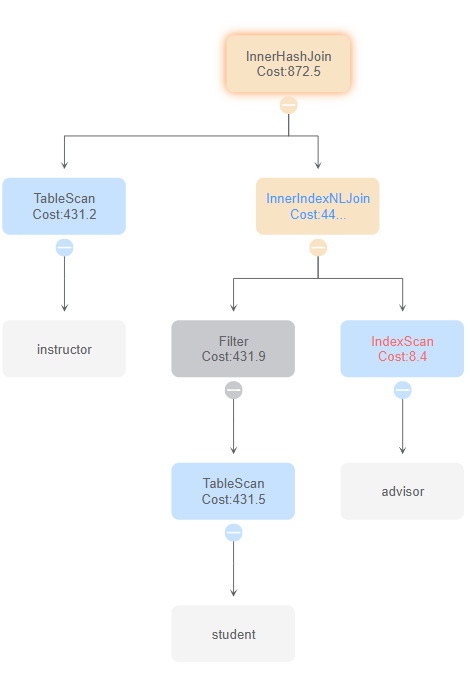 InnerHashJoin
Cost:872.5
TableScan
Cost:431.2
InnerIndexNLJoin
Cost:44...
instructor
Filter
Cost:431.9
IndexScan
Cost:8.4
TableScan
Cost:431.5
advisor
student